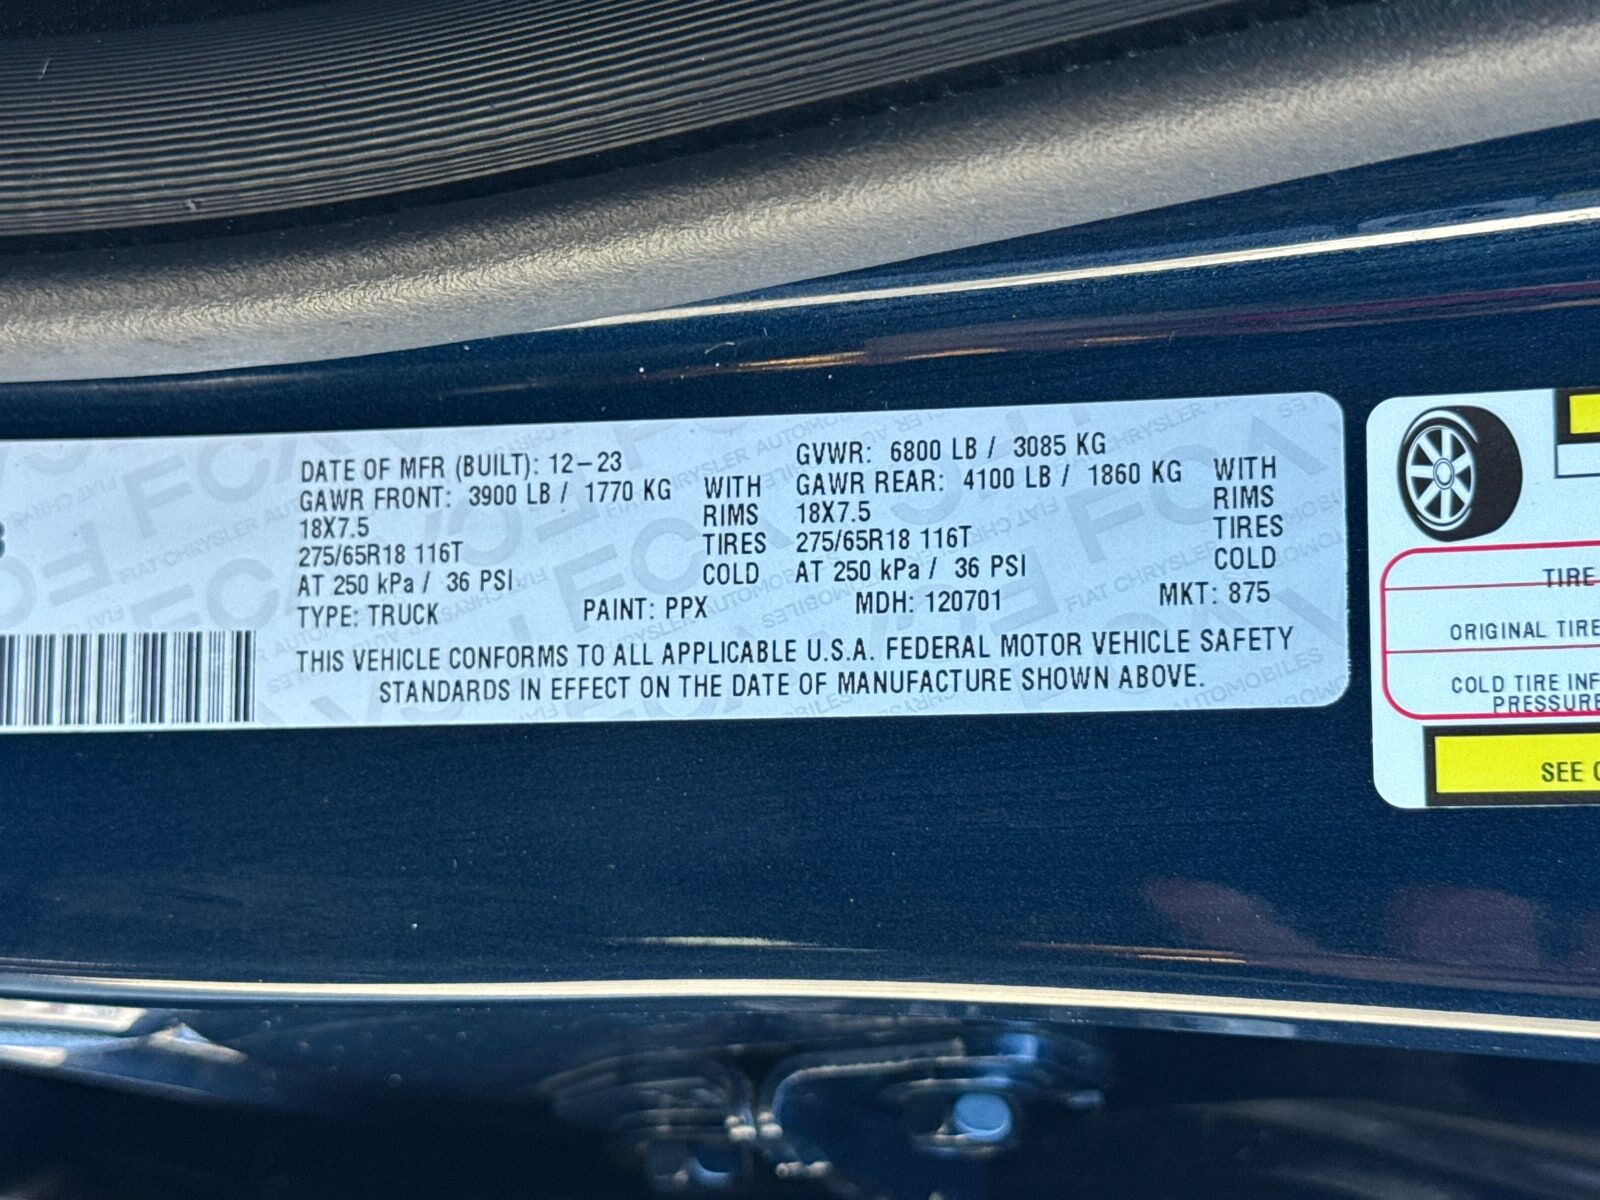 DATE OF MFR (BUILT): 12-23
GAWR FRONT: 3900 LB / 1770 KG WITH
18X7.5 RIMS
275/65R18 116T TIRES
AT 250 kPa / 36 PSI COLD
GVWR: 6800 LB / 3085 KG
GAWR REAR: 4100 LB / 1860 KG WITH
18X7.5 RIMS
275/65R18 116T TIRES
AT 250 kPa / 36 PSI COLD
TYPE: TRUCK PAINT: PPX MDH: 120701 MKT: 875
THIS VEHICLE CONFORMS TO ALL APPLICABLE U.S.A. FEDERAL MOTOR VEHICLE SAFETY
STANDARDS IN EFFECT ON THE DATE OF MANUFACTURE SHOWN ABOVE.
TIRE
ORIGINAL TIRE
COLD TIRE INF
PRESSURE
SEE